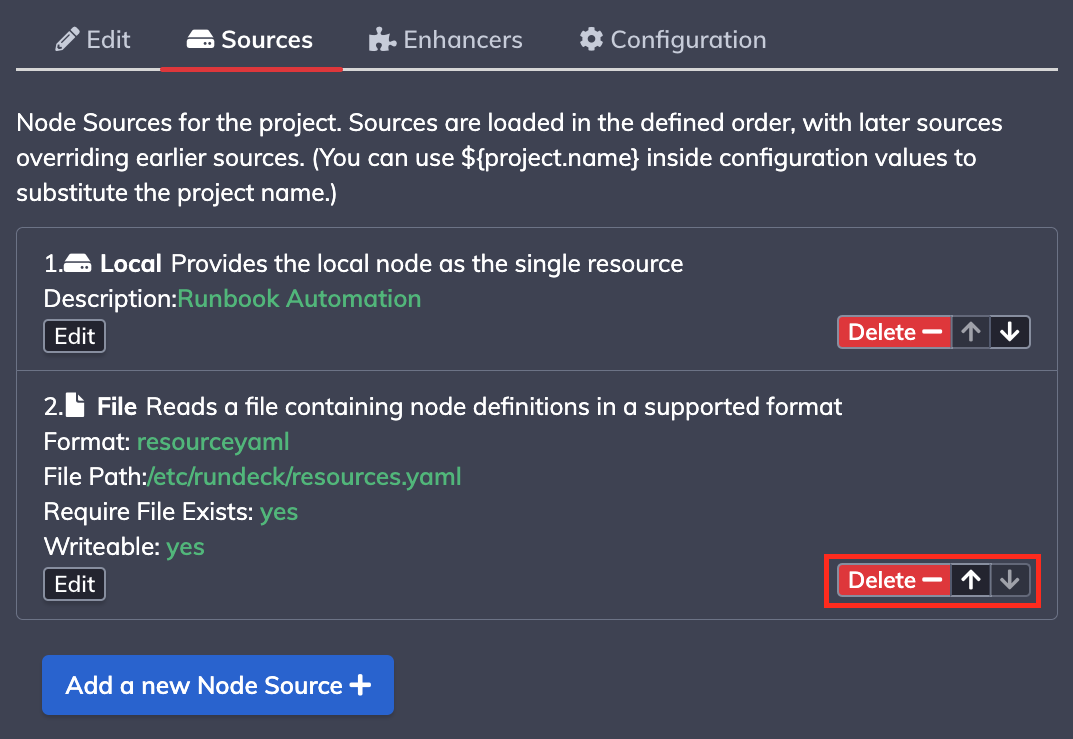 Edit Sources Enhancers Configuration
Node Sources for the project. Sources are loaded in the defined order, with later sources
overriding earlier sources. (You can use ${project.name} inside configuration values to
substitute the project name.)
1. Local Provides the local node as the single resource
Description:Runbook Automation
Edit Delete
2. File Reads a file containing node definitions in a supported format
Format: resourceyaml
File Path:/etc/rundeck/resources.yaml
Require File Exists: yes
Writeable: yes
Edit Delete
Add a new Node Source